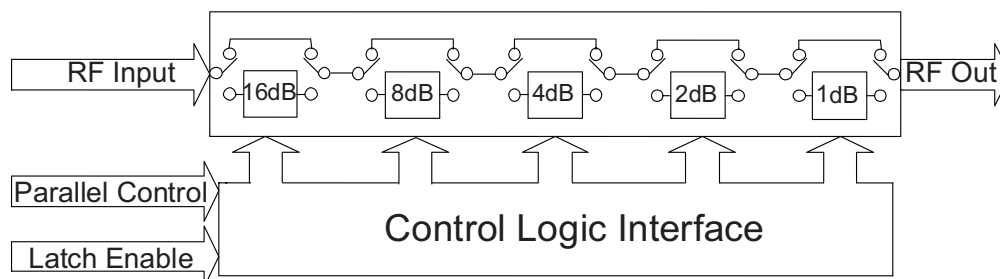 RF Input
16dB
8dB
4dB
2dB
1dB
RF Out
Parallel Control
Control Logic Interface
Latch Enable